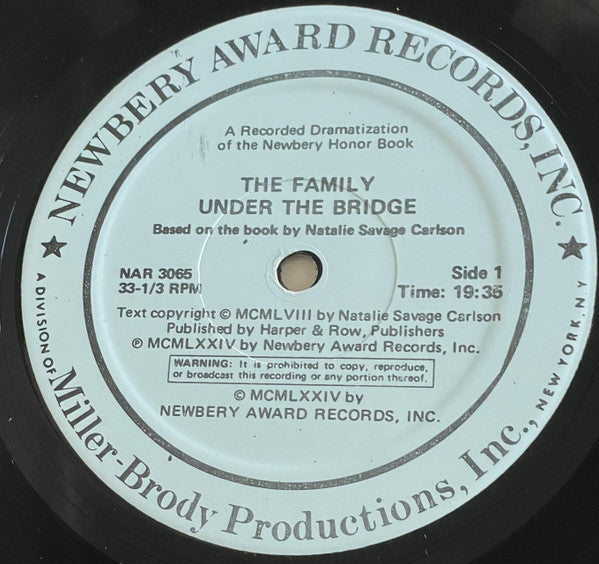 ★ NEWBERY AWARD RECORDS, INC. ★
A Recorded Dramatization
of the Newbery Honor Book
THE FAMILY
UNDER THE BRIDGE
Based on the book by Natalie Savage Carlson
NAR 3065
33-1/3 RPM
Side 1
Time: 19:35
Text copyright © MCMLVIII by Natalie Savage Carlson
Published by Harper & Row, Publishers
℗ MCMLXXIV by Newbery Award Records, Inc.
WARNING: It is prohibited to copy, reproduce,
or broadcast this recording or any portion thereof.
© MCMLXXIV by
NEWBERY AWARD RECORDS, INC.
A DIVISION OF Miller-Brody Productions, Inc., NEW YORK, N.Y.